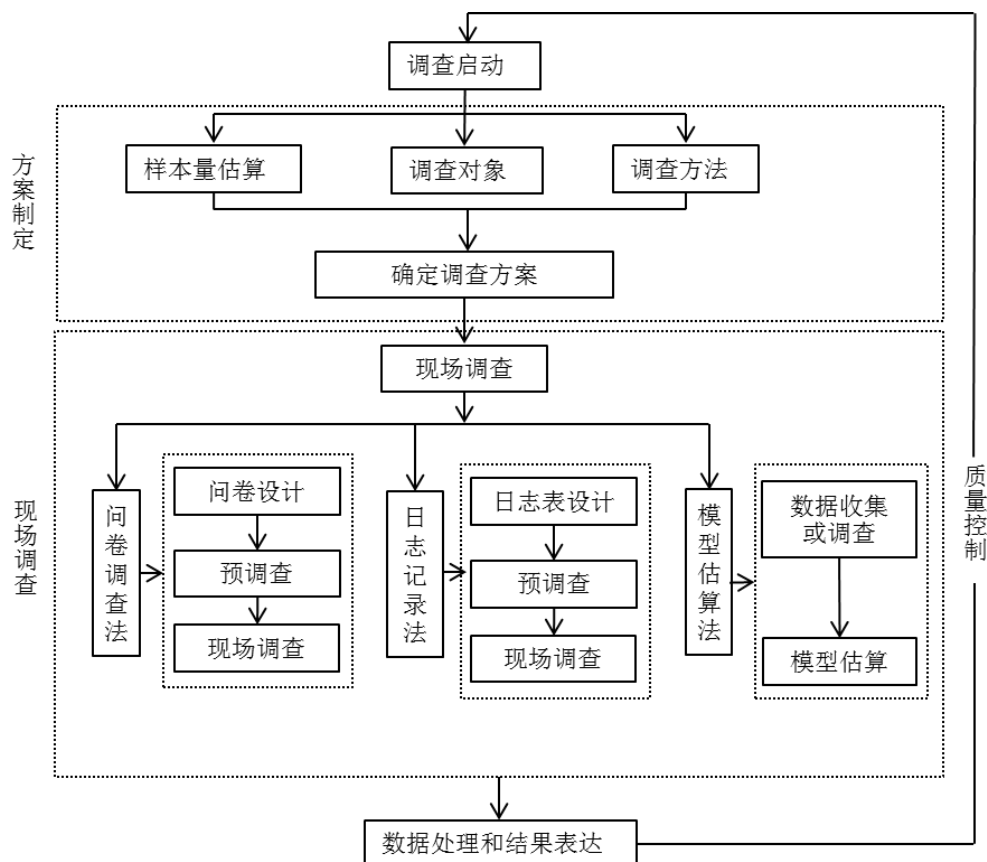 调查启动
方案制定
样本量估算
调查对象
调查方法
确定调查方案
现场调查
现场调查
问卷调查法
问卷设计
预调查
现场调查
日志记录法
日志表设计
预调查
现场调查
模型估算法
数据收集
或调查
模型估算
质量控制
数据处理和结果表达